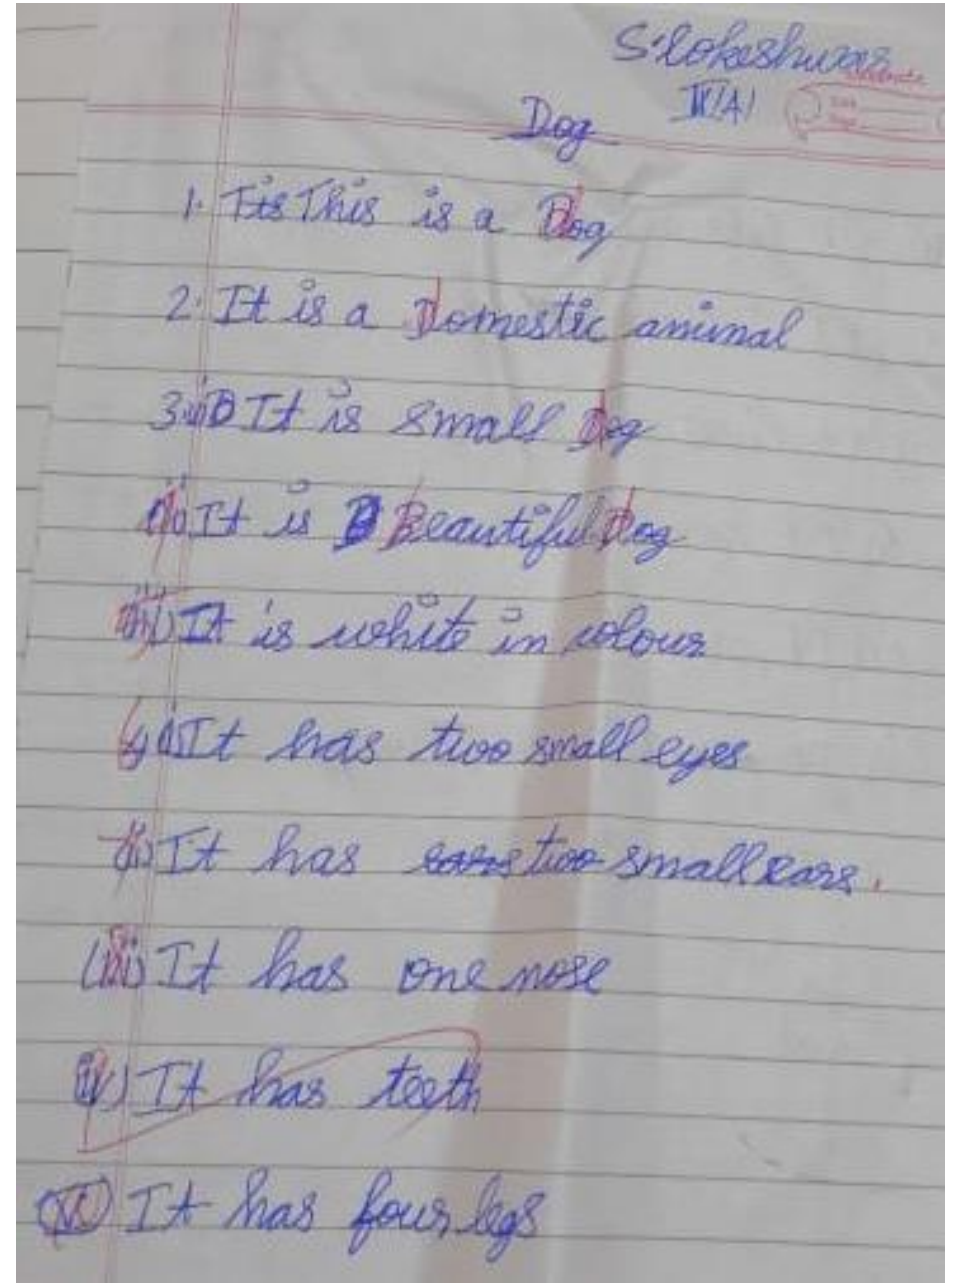 S. Lokeshwar
IV(A)
Dog
1. This is a Dog
2. It is a domestic aminal
3. It is small dog
It is Beautiful dog
It is white in colour
It has two small eyes
It has ears two small ears.
It has one nose
It has teeth
It has four legs